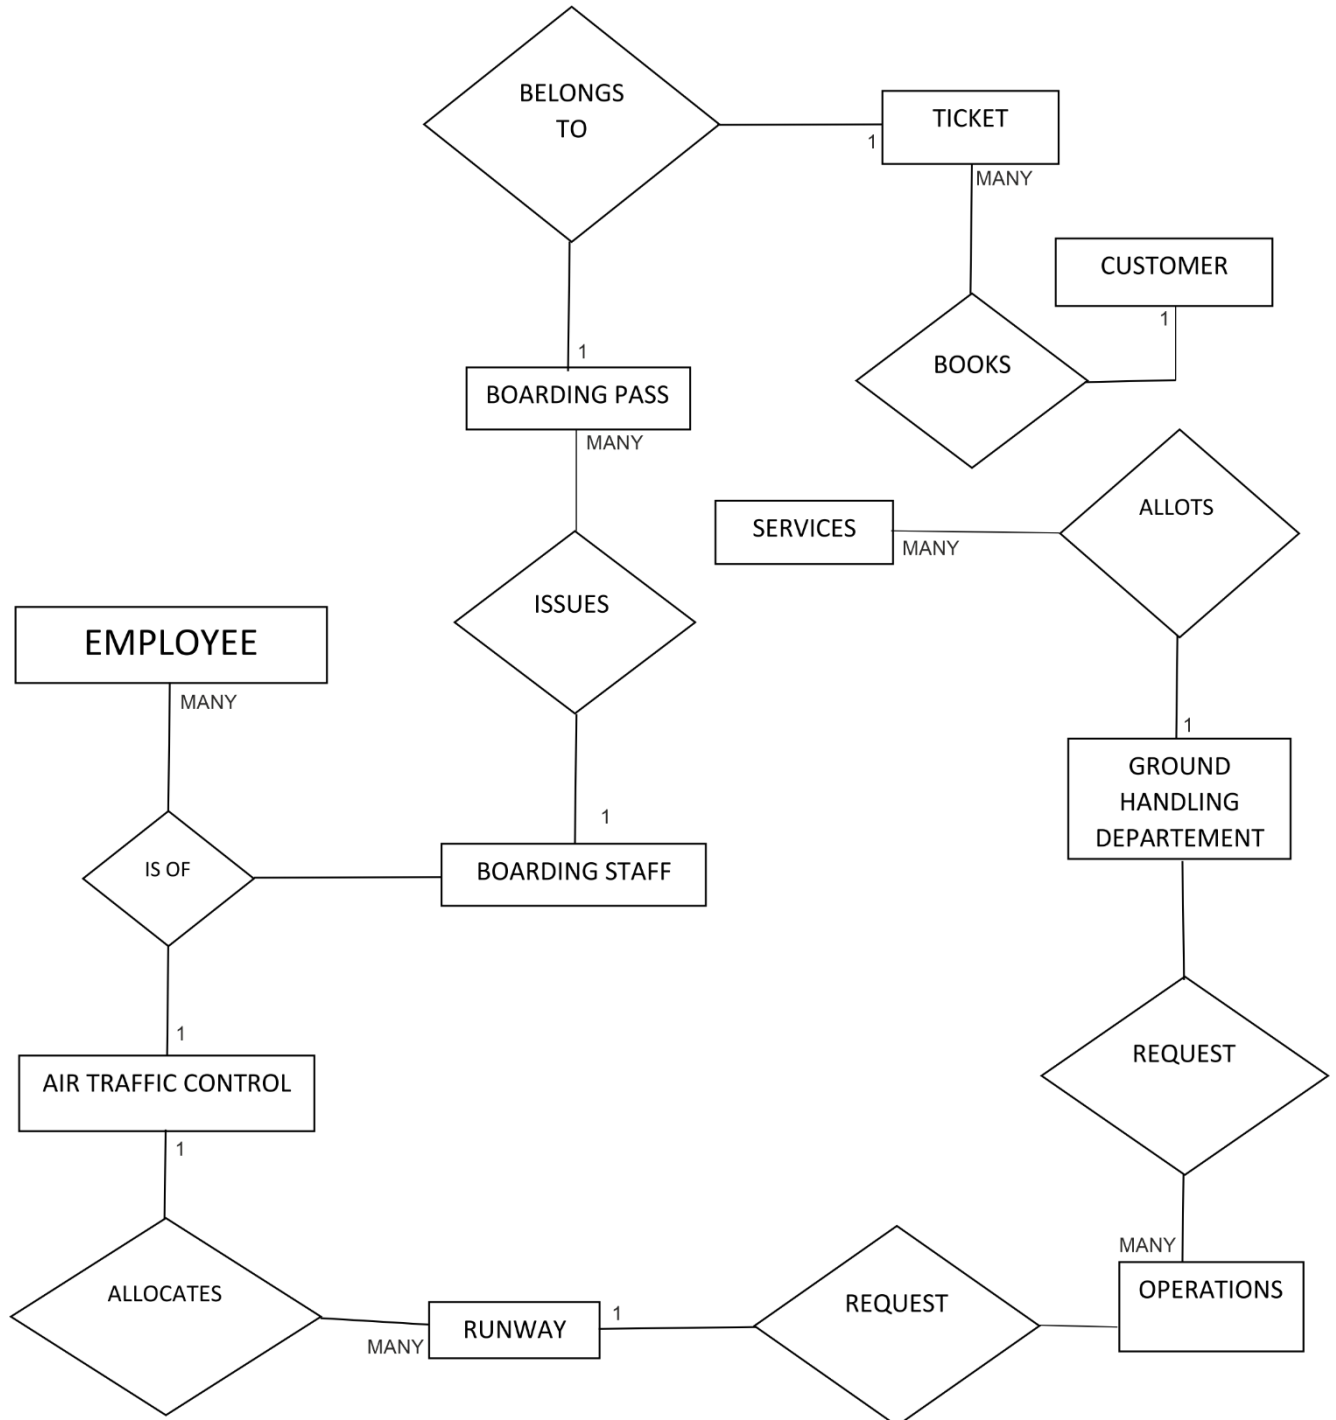 BELONGS
TO
TICKET
1
MANY
CUSTOMER
1
BOOKS
1
BOARDING PASS
MANY
ALLOTS
SERVICES
MANY
ISSUES
EMPLOYEE
MANY
1
GROUND
HANDLING
DEPARTEMENT
1
IS OF
BOARDING STAFF
1
AIR TRAFFIC CONTROL
1
REQUEST
MANY
OPERATIONS
ALLOCATES
MANY
RUNWAY
1
REQUEST